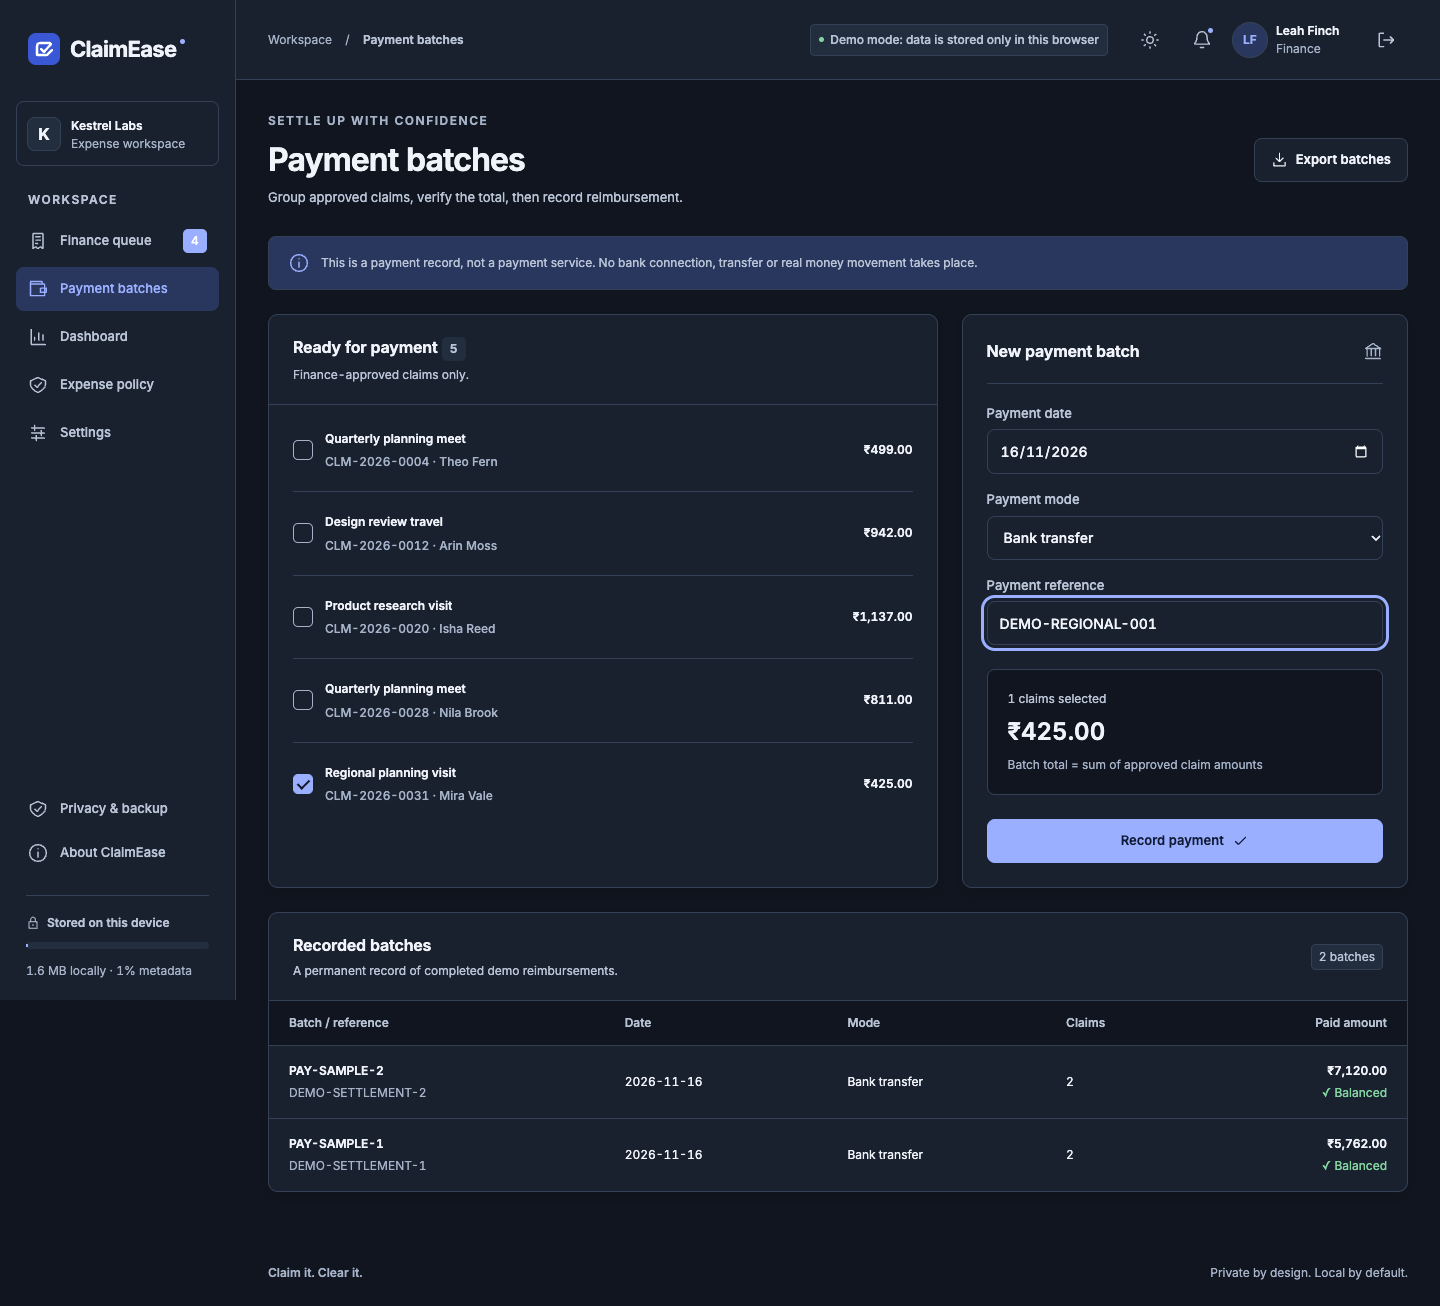 ClaimEase
K
Kestrel Labs
Expense workspace
WORKSPACE
Finance queue 4
Payment batches
Dashboard
Expense policy
Settings
Privacy & backup
About ClaimEase
Stored on this device
1.6 MB locally · 1% metadata
Workspace / Payment batches
Demo mode: data is stored only in this browser
LF
Leah Finch
Finance
SETTLE UP WITH CONFIDENCE
Payment batches
Group approved claims, verify the total, then record reimbursement.
Export batches
This is a payment record, not a payment service. No bank connection, transfer or real money movement takes place.
Ready for payment 5
Finance-approved claims only.
Quarterly planning meet
CLM-2026-0004 · Theo Fern
₹499.00
Design review travel
CLM-2026-0012 · Arin Moss
₹942.00
Product research visit
CLM-2026-0020 · Isha Reed
₹1,137.00
Quarterly planning meet
CLM-2026-0028 · Nila Brook
₹811.00
Regional planning visit
CLM-2026-0031 · Mira Vale
₹425.00
New payment batch
Payment date
16/11/2026
Payment mode
Bank transfer
Payment reference
DEMO-REGIONAL-001
1 claims selected
₹425.00
Batch total = sum of approved claim amounts
Record payment ✓
Recorded batches
A permanent record of completed demo reimbursements.
2 batches
Batch / reference Date Mode Claims Paid amount
PAY-SAMPLE-2
DEMO-SETTLEMENT-2
2026-11-16
Bank transfer
2
₹7,120.00
✓ Balanced
PAY-SAMPLE-1
DEMO-SETTLEMENT-1
2026-11-16
Bank transfer
2
₹5,762.00
✓ Balanced
Claim it. Clear it.
Private by design. Local by default.